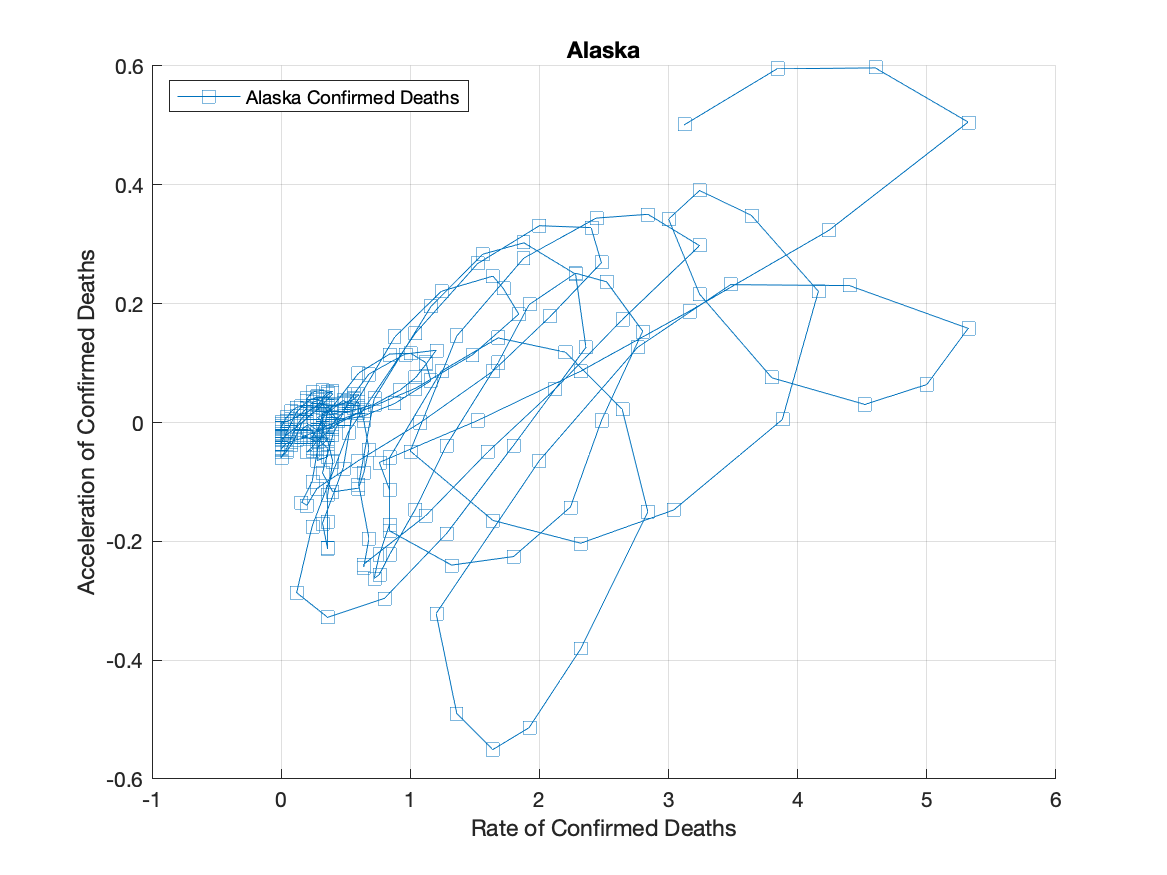 Alaska
Alaska Confirmed Deaths
0.6
0.4
0.2
0
-0.2
-0.4
-0.6
Acceleration of Confirmed Deaths
-1 0 1 2 3 4 5 6
Rate of Confirmed Deaths